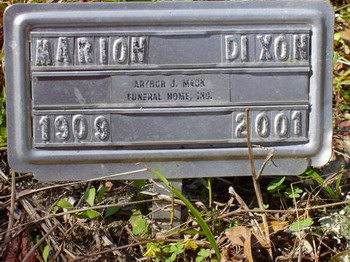 MARION DIXON
ARTHUR J. MACK
FUNERAL HOME, INC.
1909 2001